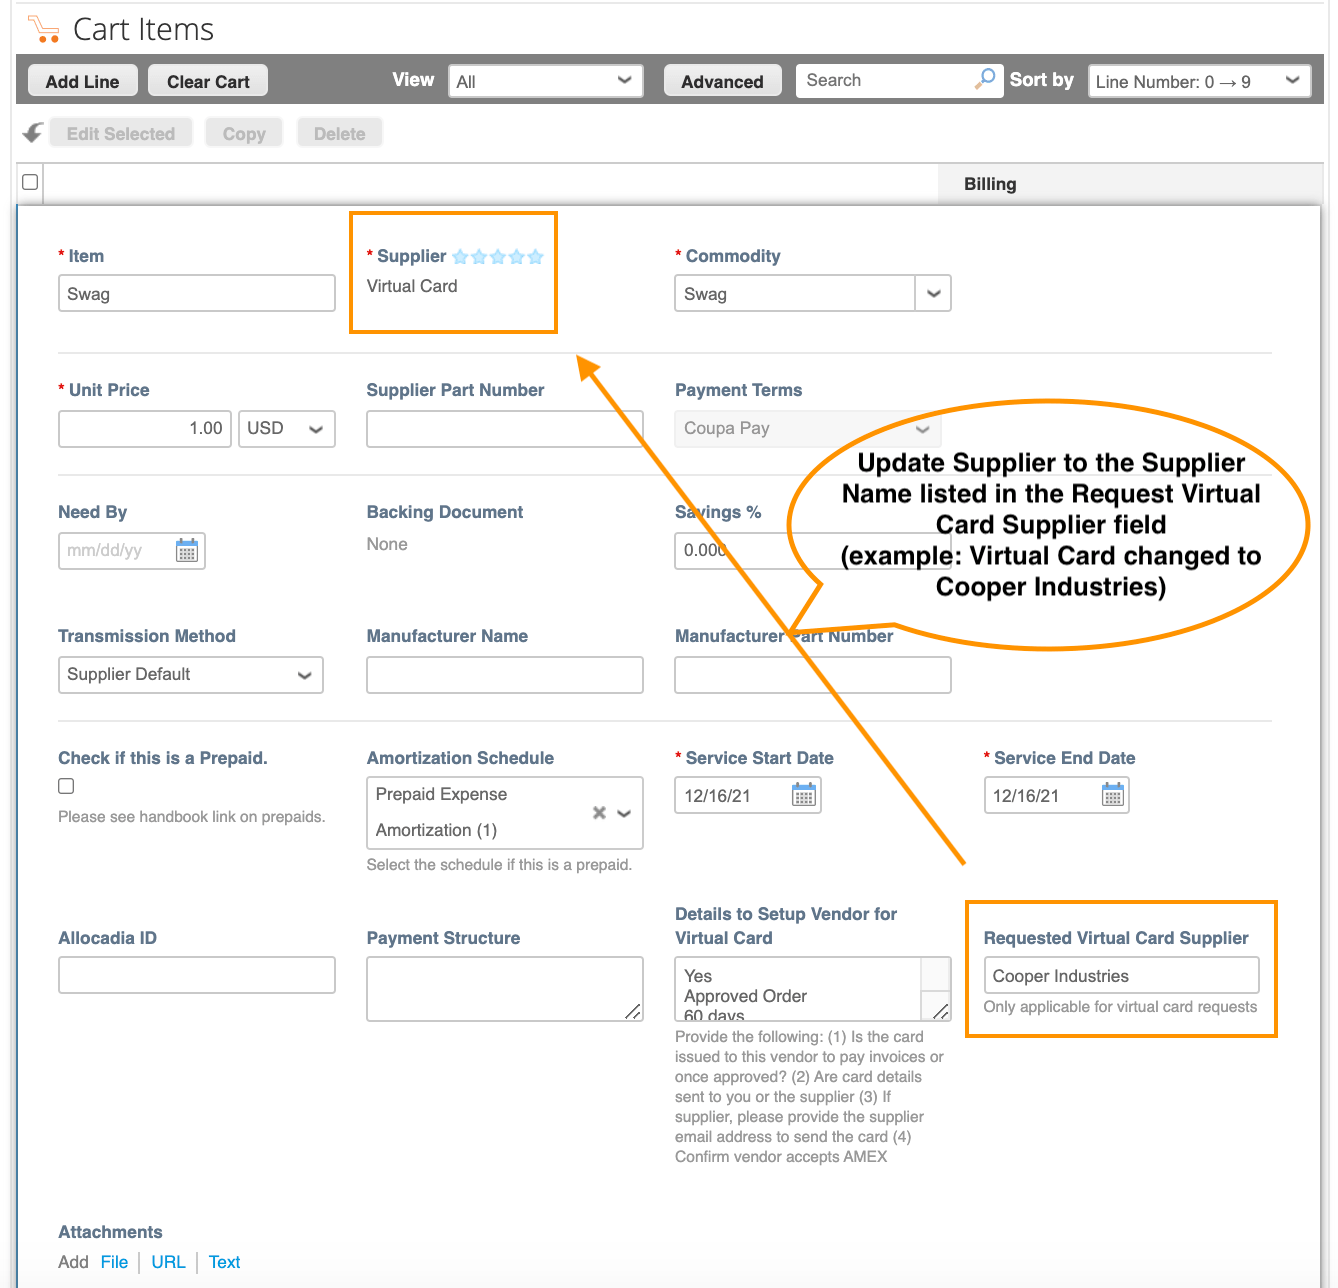 Cart Items
Add Line Clear Cart View All Advanced Search Sort by Line Number: 0 → 9
Edit Selected Copy Delete
Billing
* Item
Swag
* Supplier
Virtual Card
* Commodity
Swag
* Unit Price
1.00 USD
Supplier Part Number
Payment Terms
Coupa Pay
Update Supplier to the Supplier
Name listed in the Request Virtual
Card Supplier field
(example: Virtual Card changed to
Cooper Industries)
Need By
mm/dd/yy
Backing Document
None
Savings %
0.000
Transmission Method
Supplier Default
Manufacturer Name
Manufacturer Part Number
Check if this is a Prepaid.
Please see handbook link on prepaids.
Amortization Schedule
Prepaid Expense
Amortization (1)
Select the schedule if this is a prepaid.
* Service Start Date
12/16/21
* Service End Date
12/16/21
Allocadia ID
Payment Structure
Details to Setup Vendor for
Virtual Card
Yes
Approved Order
60 days
Provide the following: (1) Is the card
issued to this vendor to pay invoices or
once approved? (2) Are card details
sent to you or the supplier (3) If
supplier, please provide the supplier
email address to send the card (4)
Confirm vendor accepts AMEX
Requested Virtual Card Supplier
Cooper Industries
Only applicable for virtual card requests
Attachments
Add File URL Text